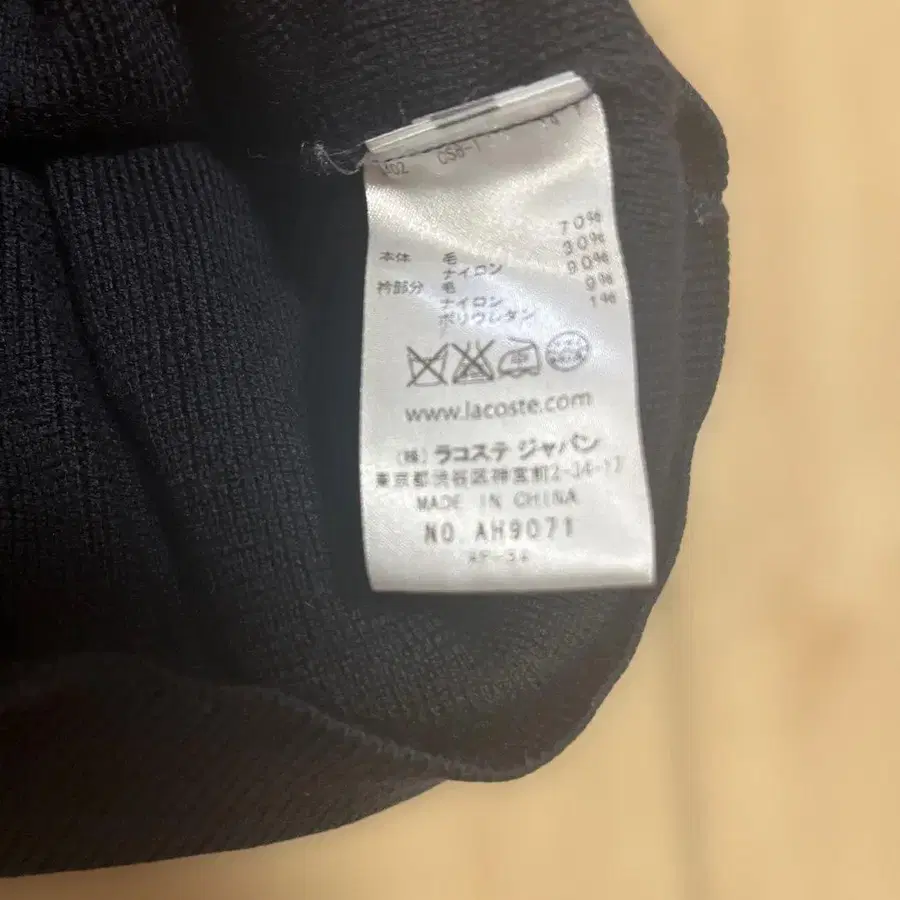 CS8-1
本体 毛 70%
ナイロン 30%
衿部分 毛 90%
ナイロン 9%
ポリウレタン 1%
www.lacoste.com
(株)ラコステ ジャパン
東京都渋谷区神宮前2-34-17
MADE IN CHINA
NO.AH9071